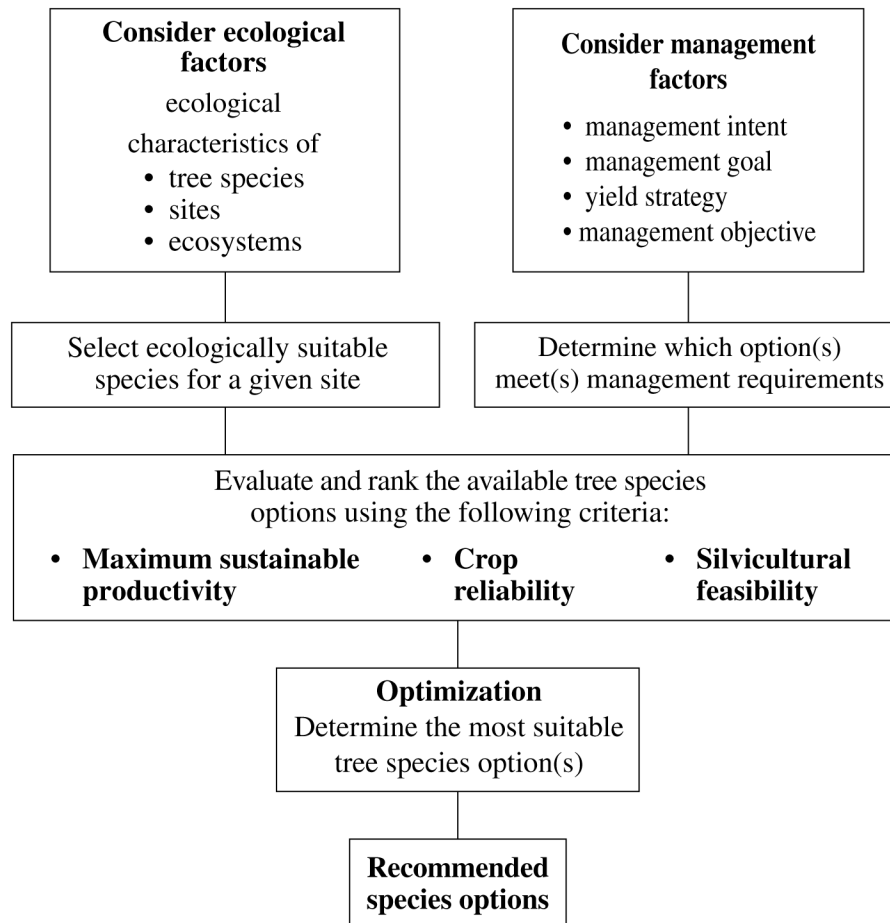 Consider ecological
factors
ecological
characteristics of
• tree species
• sites
• ecosystems
Consider management
factors
• management intent
• management goal
• yield strategy
• management objective
Select ecologically suitable
species for a given site
Determine which option(s)
meet(s) management requirements
Evaluate and rank the available tree species
options using the following criteria:
• Maximum sustainable
productivity
• Crop
reliability
• Silvicultural
feasibility
Optimization
Determine the most suitable
tree species option(s)
Recommended
species options